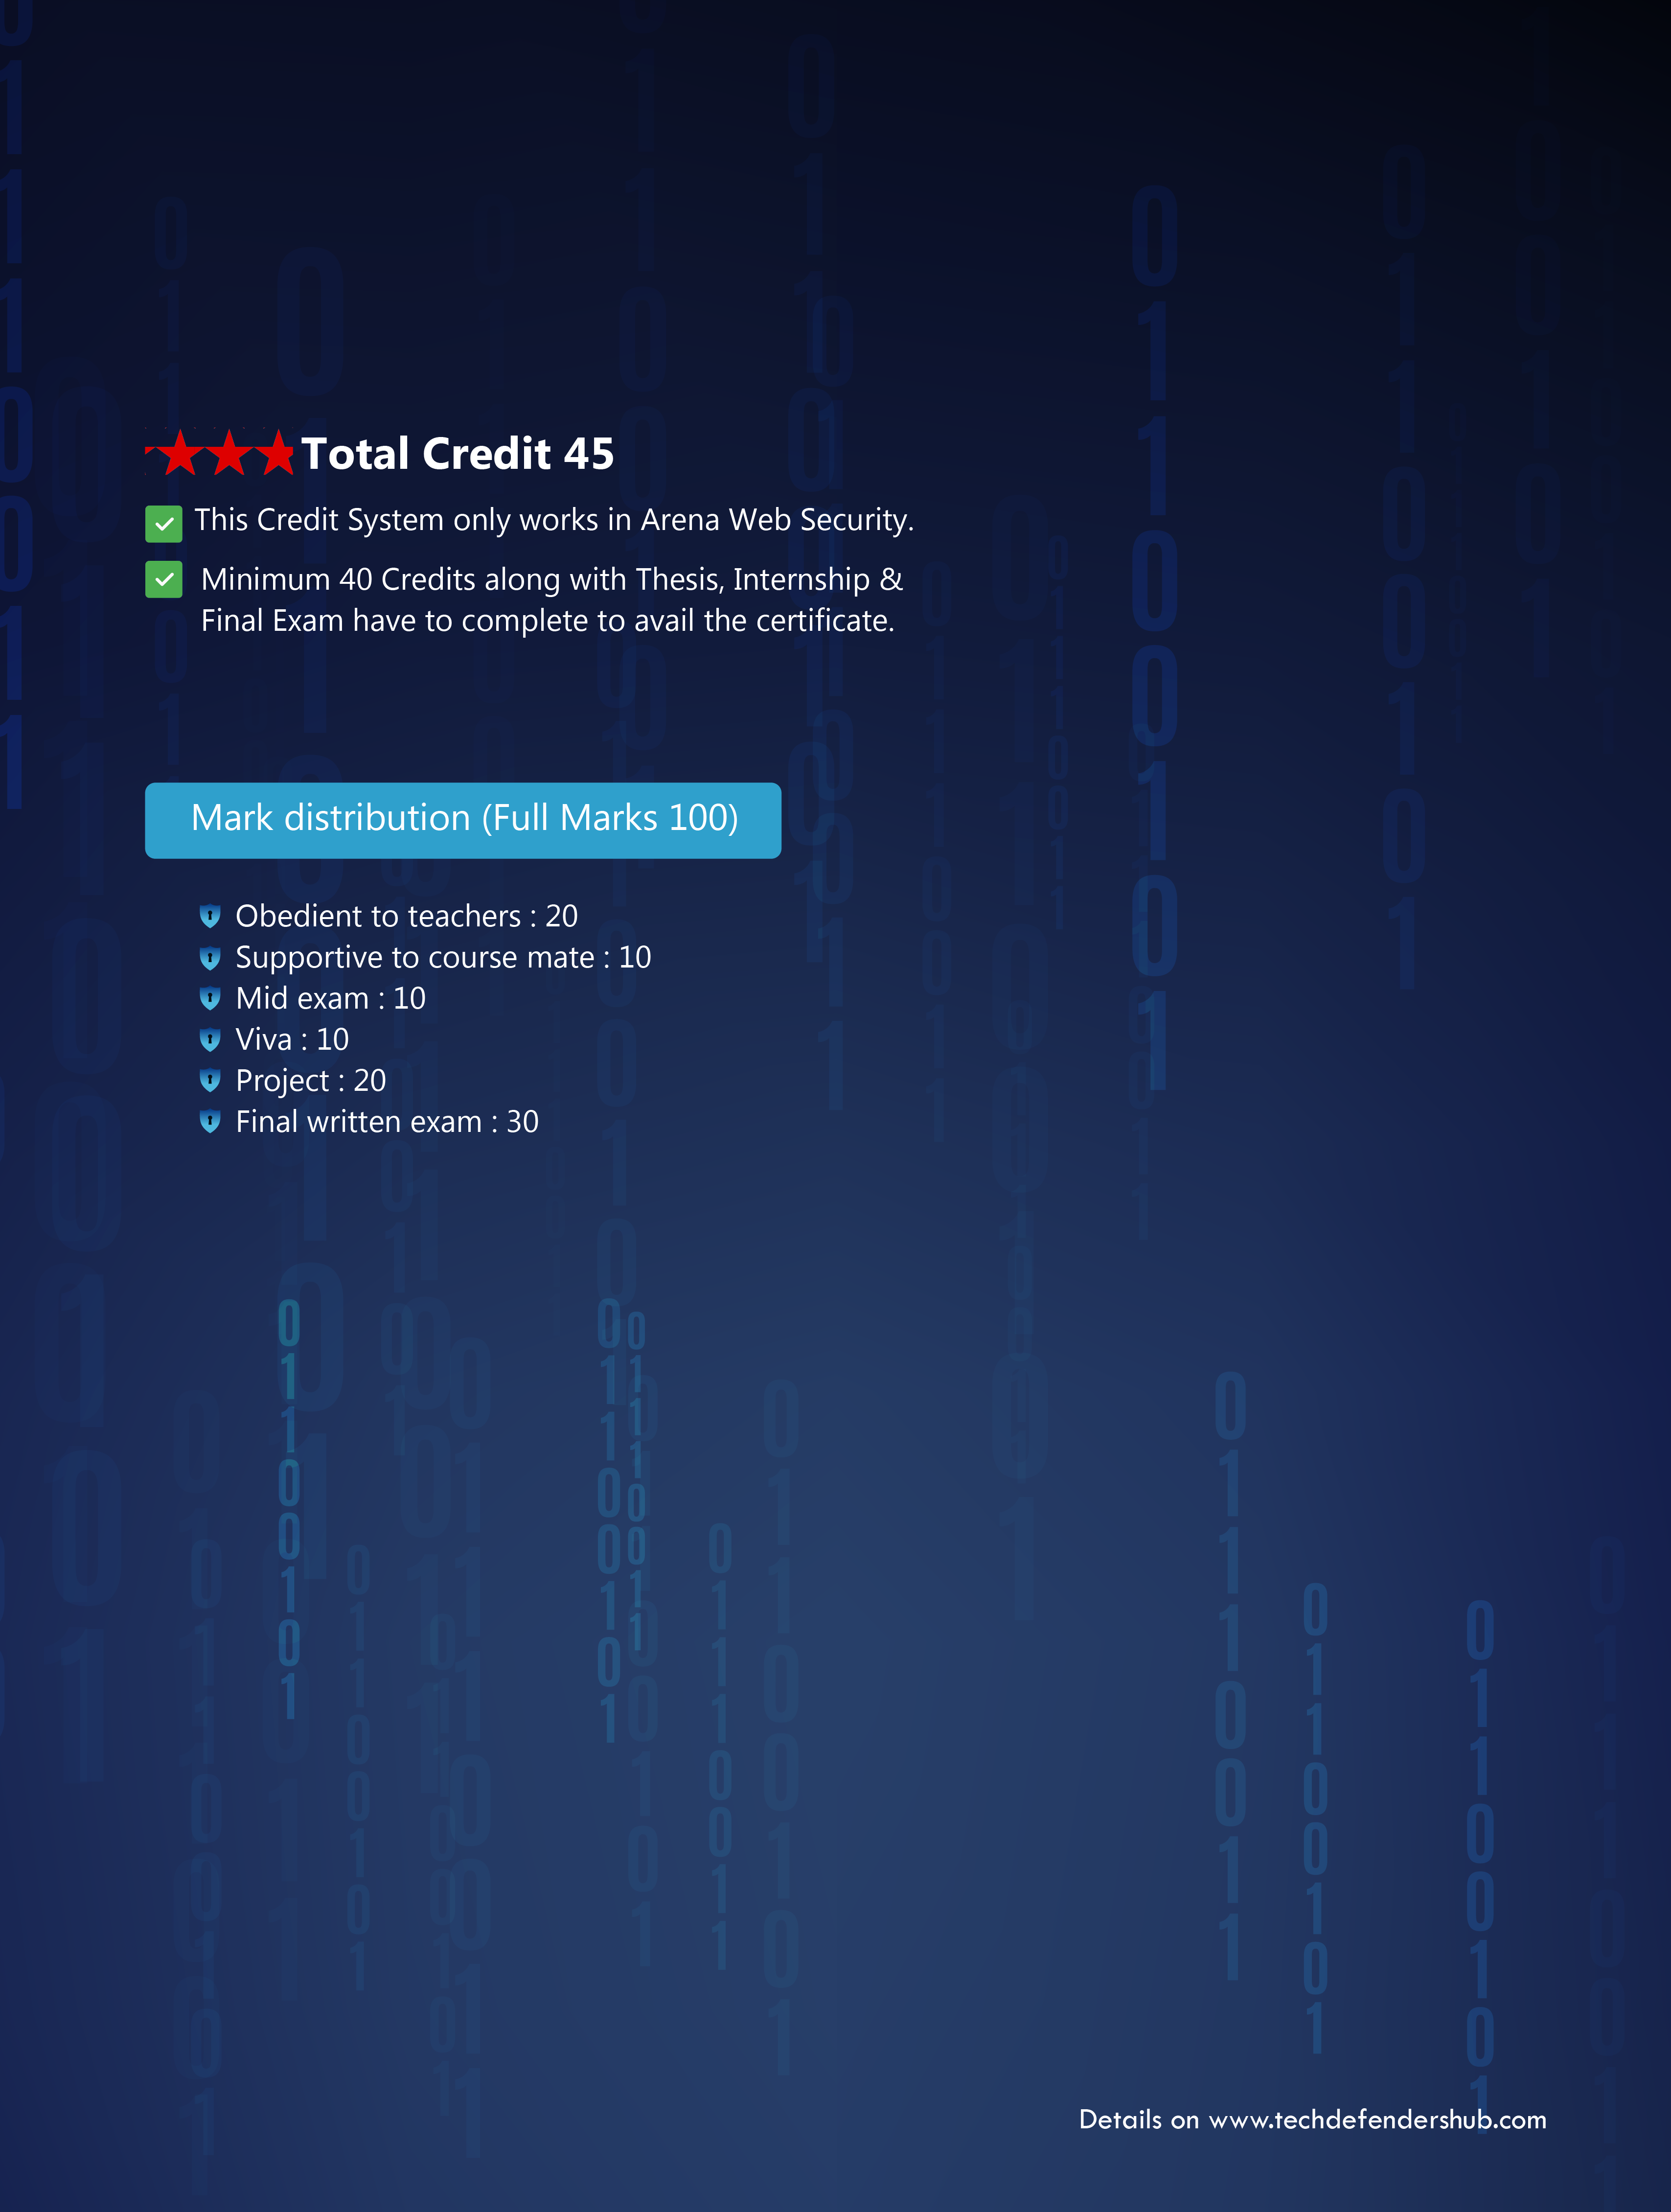 Total Credit 45
This Credit System only works in Arena Web Security.
Minimum 40 Credits along with Thesis, Internship &
Final Exam have to complete to avail the certificate.
Mark distribution (Full Marks 100)
Obedient to teachers : 20
Supportive to course mate : 10
Mid exam : 10
Viva : 10
Project : 20
Final written exam : 30
Details on www.techdefendershub.com